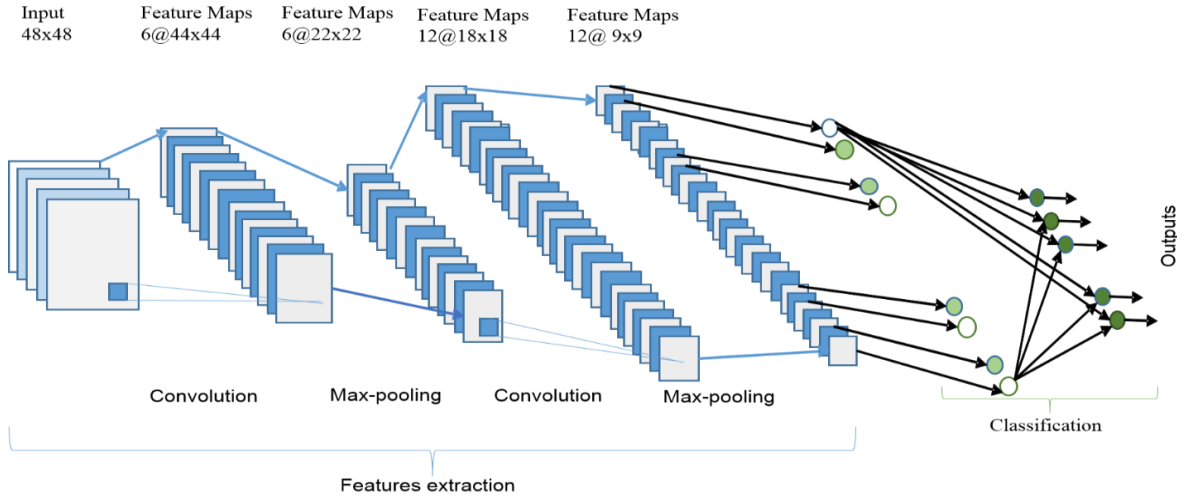 Input
48x48
Feature Maps
6@44x44
Feature Maps
6@22x22
Feature Maps
12@18x18
Feature Maps
12@ 9x9
Outputs
Convolution
Max-pooling
Convolution
Max-pooling
Classification
Features extraction